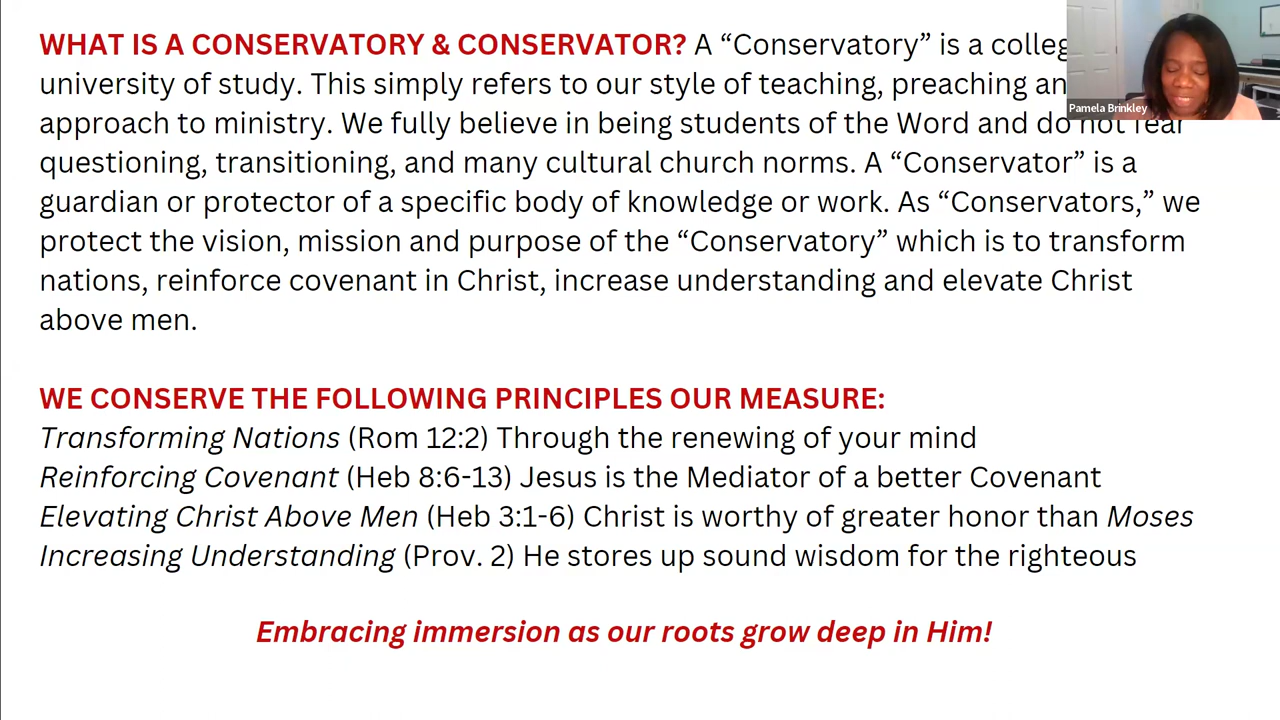 WHAT IS A CONSERVATORY & CONSERVATOR? A “Conservatory” is a
university of study. This simply refers to our style of teaching, preaching
approach to ministry. We fully believe in being students of the Word and do not fear
questioning, transitioning, and many cultural church norms. A “Conservator” is a
guardian or protector of a specific body of knowledge or work. As “Conservators,” we
protect the vision, mission and purpose of the “Conservatory” which is to transform
nations, reinforce covenant in Christ, increase understanding and elevate Christ
above men.
WE CONSERVE THE FOLLOWING PRINCIPLES OUR MEASURE:
Transforming Nations (Rom 12:2) Through the renewing of your mind
Reinforcing Covenant (Heb 8:6-13) Jesus is the Mediator of a better Covenant
Elevating Christ Above Men (Heb 3:1-6) Christ is worthy of greater honor than Moses
Increasing Understanding (Prov. 2) He stores up sound wisdom for the righteous
Embracing immersion as our roots grow deep in Him!
Pamela Brinkley